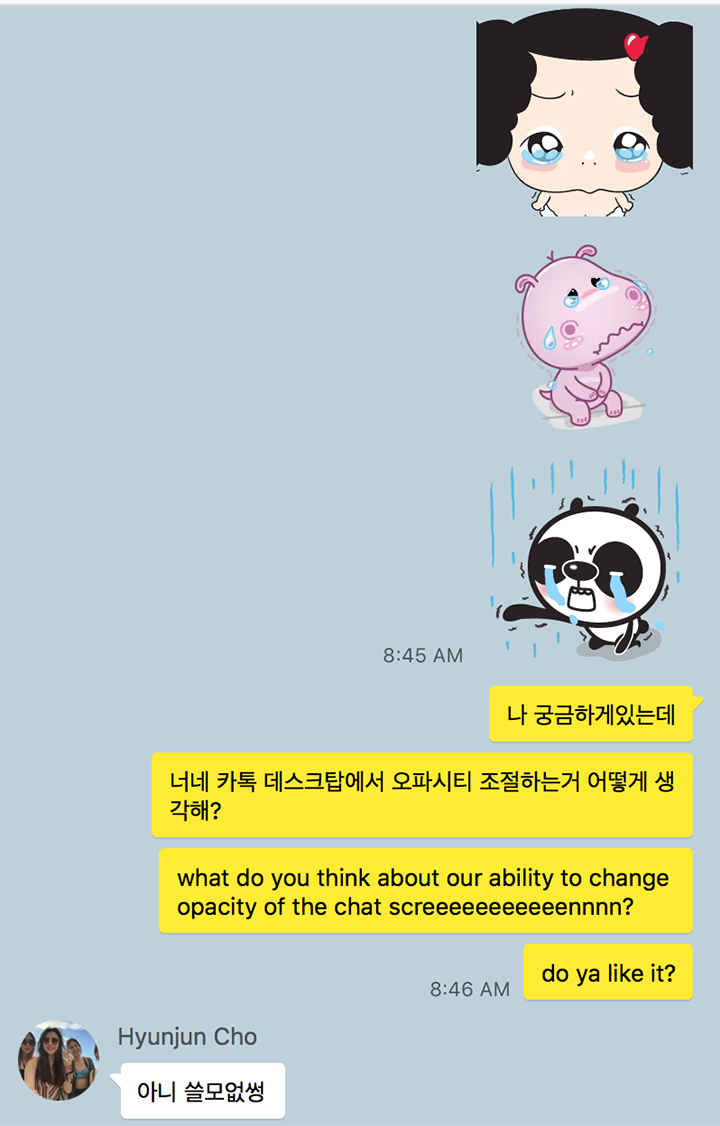 8:45 AM
나 궁금하게있는데
너네 카톡 데스크탑에서 오파시티 조절하는거 어떻게 생
각해?
what do you think about our ability to change
opacity of the chat screeeeeeeeeeennnn?
do ya like it?
8:46 AM
Hyunjun Cho
아니 쓸모없썽